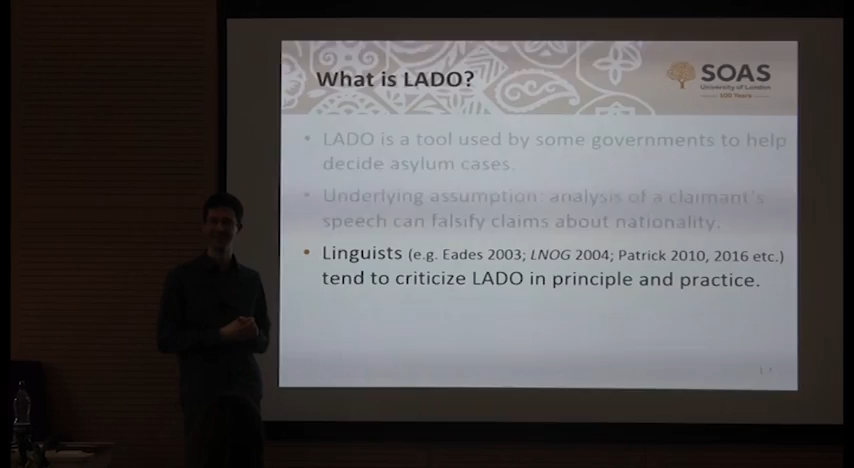 What is LADO?
SOAS
University of London
• LADO is a tool used by some governments to help
decide asylum cases.
• Underlying assumption: analysis of a claimant's
speech can falsify claims about nationality.
• Linguists (e.g. Eades 2003; LNOG 2004; Patrick 2010, 2016 etc.)
tend to criticize LADO in principle and practice.